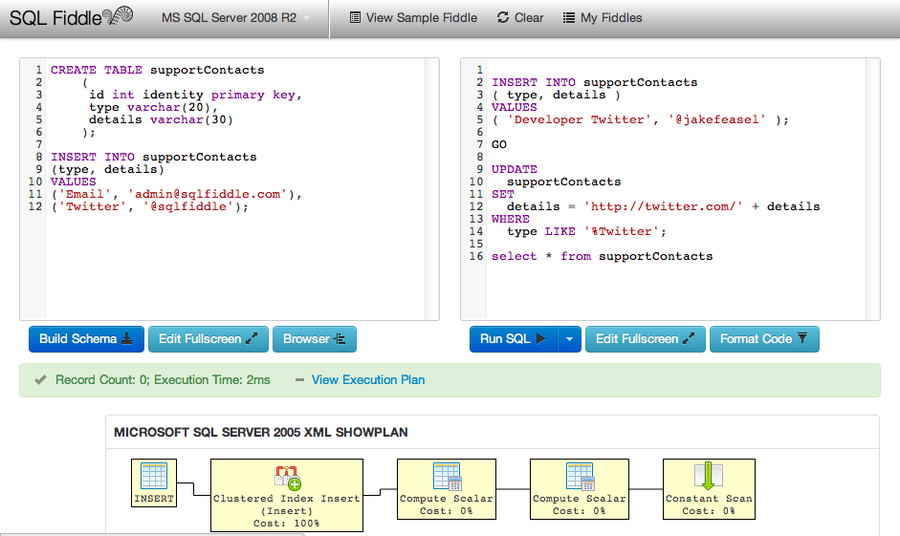 SQL Fiddle
MS SQL Server 2008 R2
View Sample Fiddle
Clear
My Fiddles
1 CREATE TABLE supportContacts
2 (
3 id int identity primary key,
4 type varchar(20),
5 details varchar(30)
6 );
7
8 INSERT INTO supportContacts
9 (type, details)
10 VALUES
11 ('Email', 'admin@sqlfiddle.com'),
12 ('Twitter', '@sqlfiddle');
1
2 INSERT INTO supportContacts
3 ( type, details )
4 VALUES
5 ( 'Developer Twitter', '@jakefeasel' );
6
7 GO
8
9 UPDATE
10 supportContacts
11 SET
12 details = 'http://twitter.com/' + details
13 WHERE
14 type LIKE '%Twitter';
15
16 select * from supportContacts
Build Schema
Edit Fullscreen
Browser
Run SQL
Edit Fullscreen
Format Code
Record Count: 0; Execution Time: 2ms
View Execution Plan
MICROSOFT SQL SERVER 2005 XML SHOWPLAN
INSERT
Clustered Index Insert
(Insert)
Cost: 100%
Compute Scalar
Cost: 0%
Compute Scalar
Cost: 0%
Constant Scan
Cost: 0%